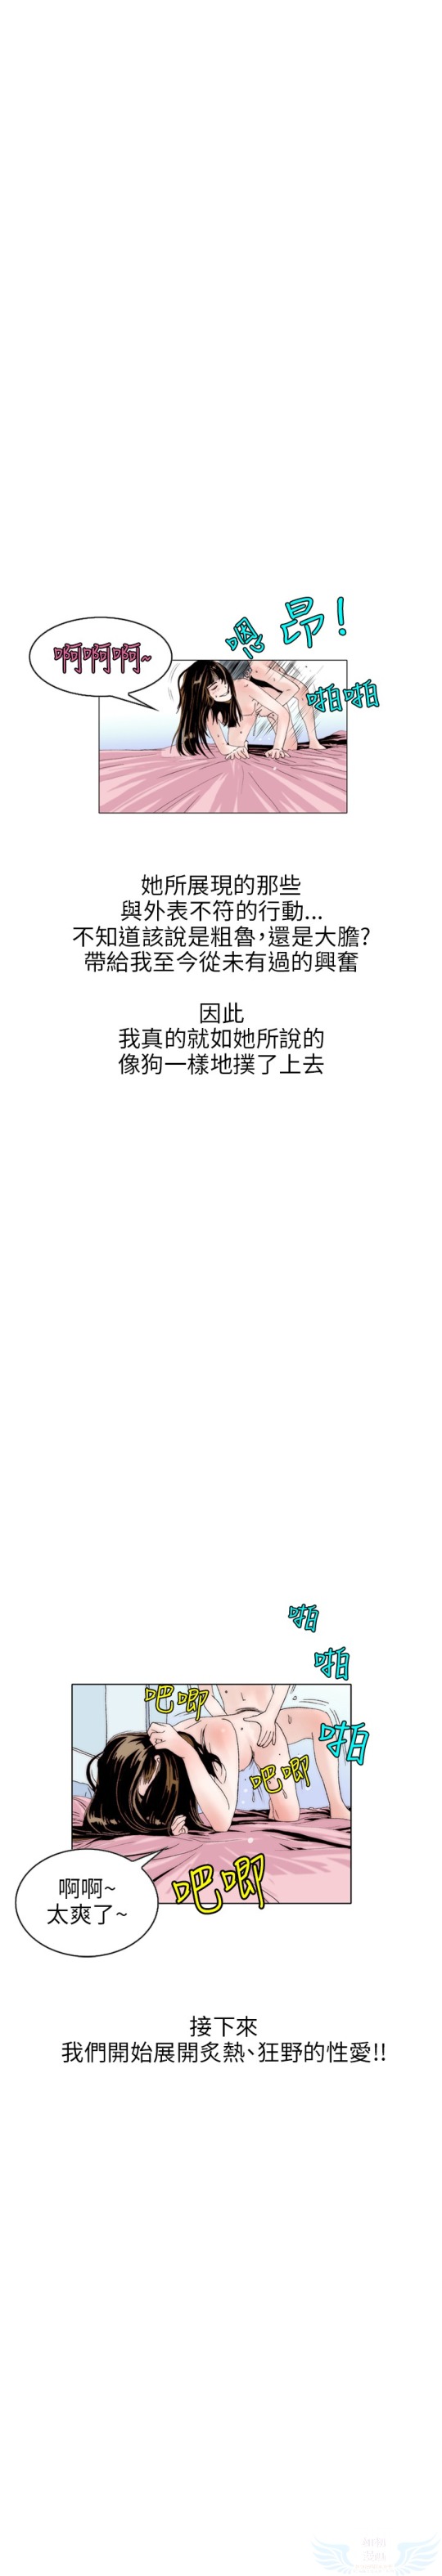 啊啊啊~
嗯
昂!
啪啪
她所展現的那些
與外表不符的行動...
不知道該說是粗魯,還是大膽?
帶給我至今從未有過的興奮
因此
我真的就如她所說的
像狗一樣地撲了上去
啪
啪
啪
吧唧
吧唧
吧唧
啊啊~
太爽了~
接下來
我們開始展開炙熱、狂野的性愛!!